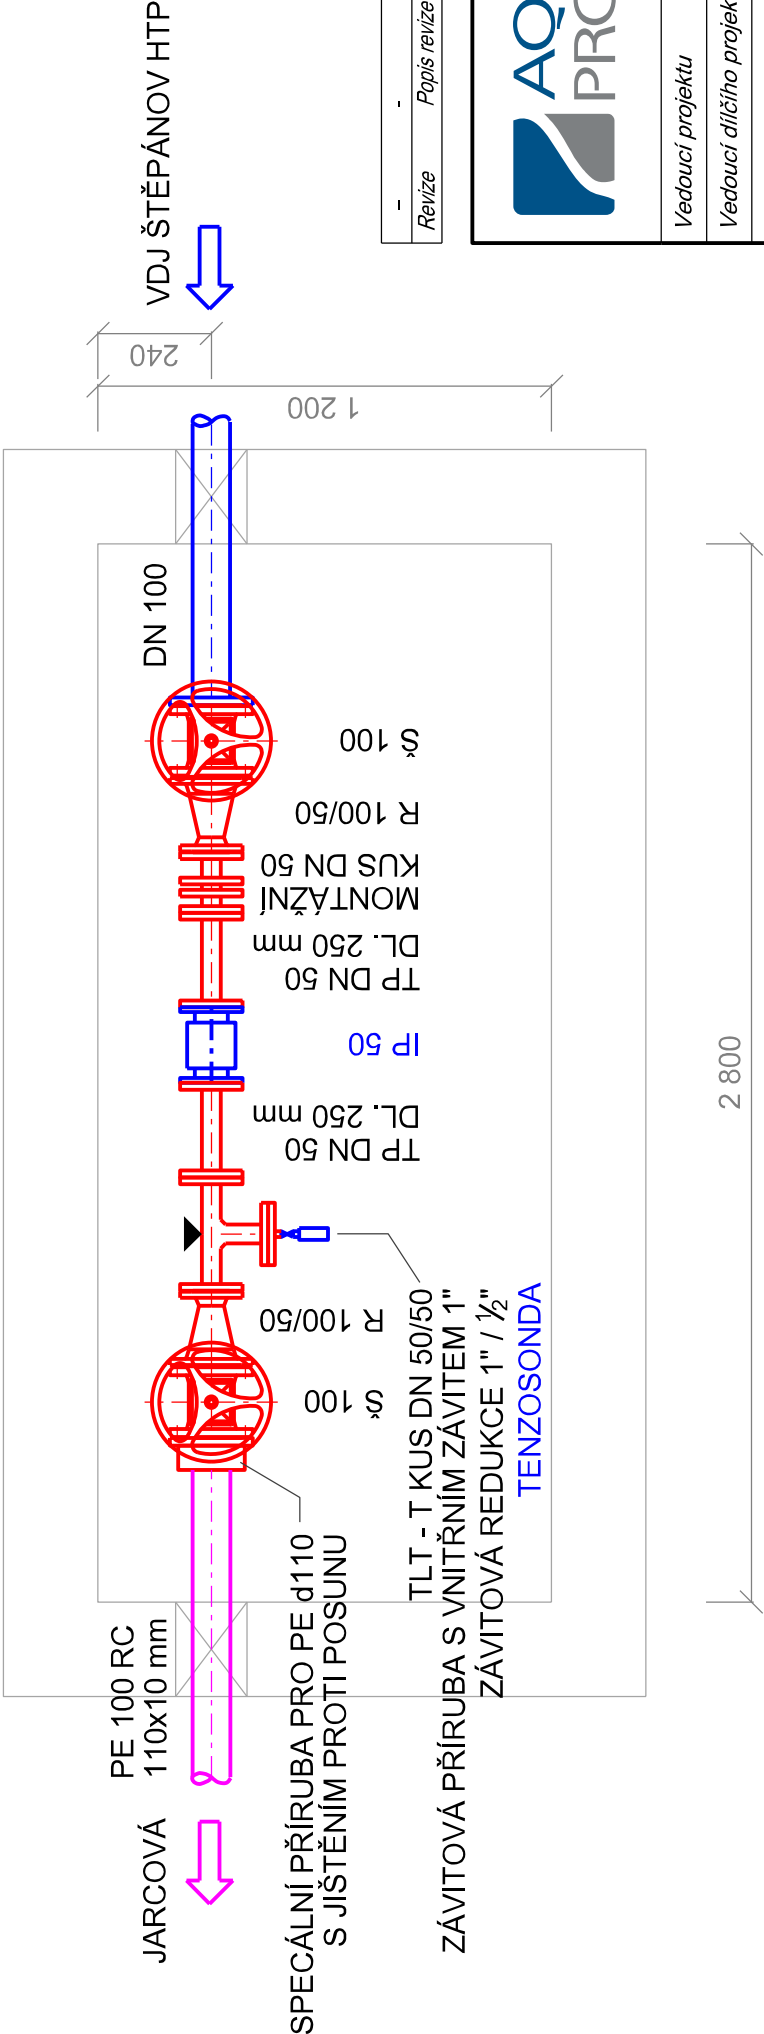 VDJ ŠTĚPÁNOV HTP
240
1 200
DN 100
Š 100
R 100/50
MONTÁŽNÍ
KUS DN 50
TP DN 50
DL. 250 mm
IP 50
TP DN 50
DL. 250 mm
R 100/50
Š 100
2 800
TLT - T KUS DN 50/50
ZÁVITOVÁ PŘÍRUBA S VNITŘNÍM ZÁVITEM 1"
ZÁVITOVÁ REDUKCE 1" / ½"
TENZOSONDA
SPECÁLNÍ PŘÍRUBA PRO PE d110
S JIŠTĚNÍM PROTI POSUNU
PE 100 RC
110x10 mm
JARCOVÁ
- -
Revize Popis revize
Vedoucí projektu